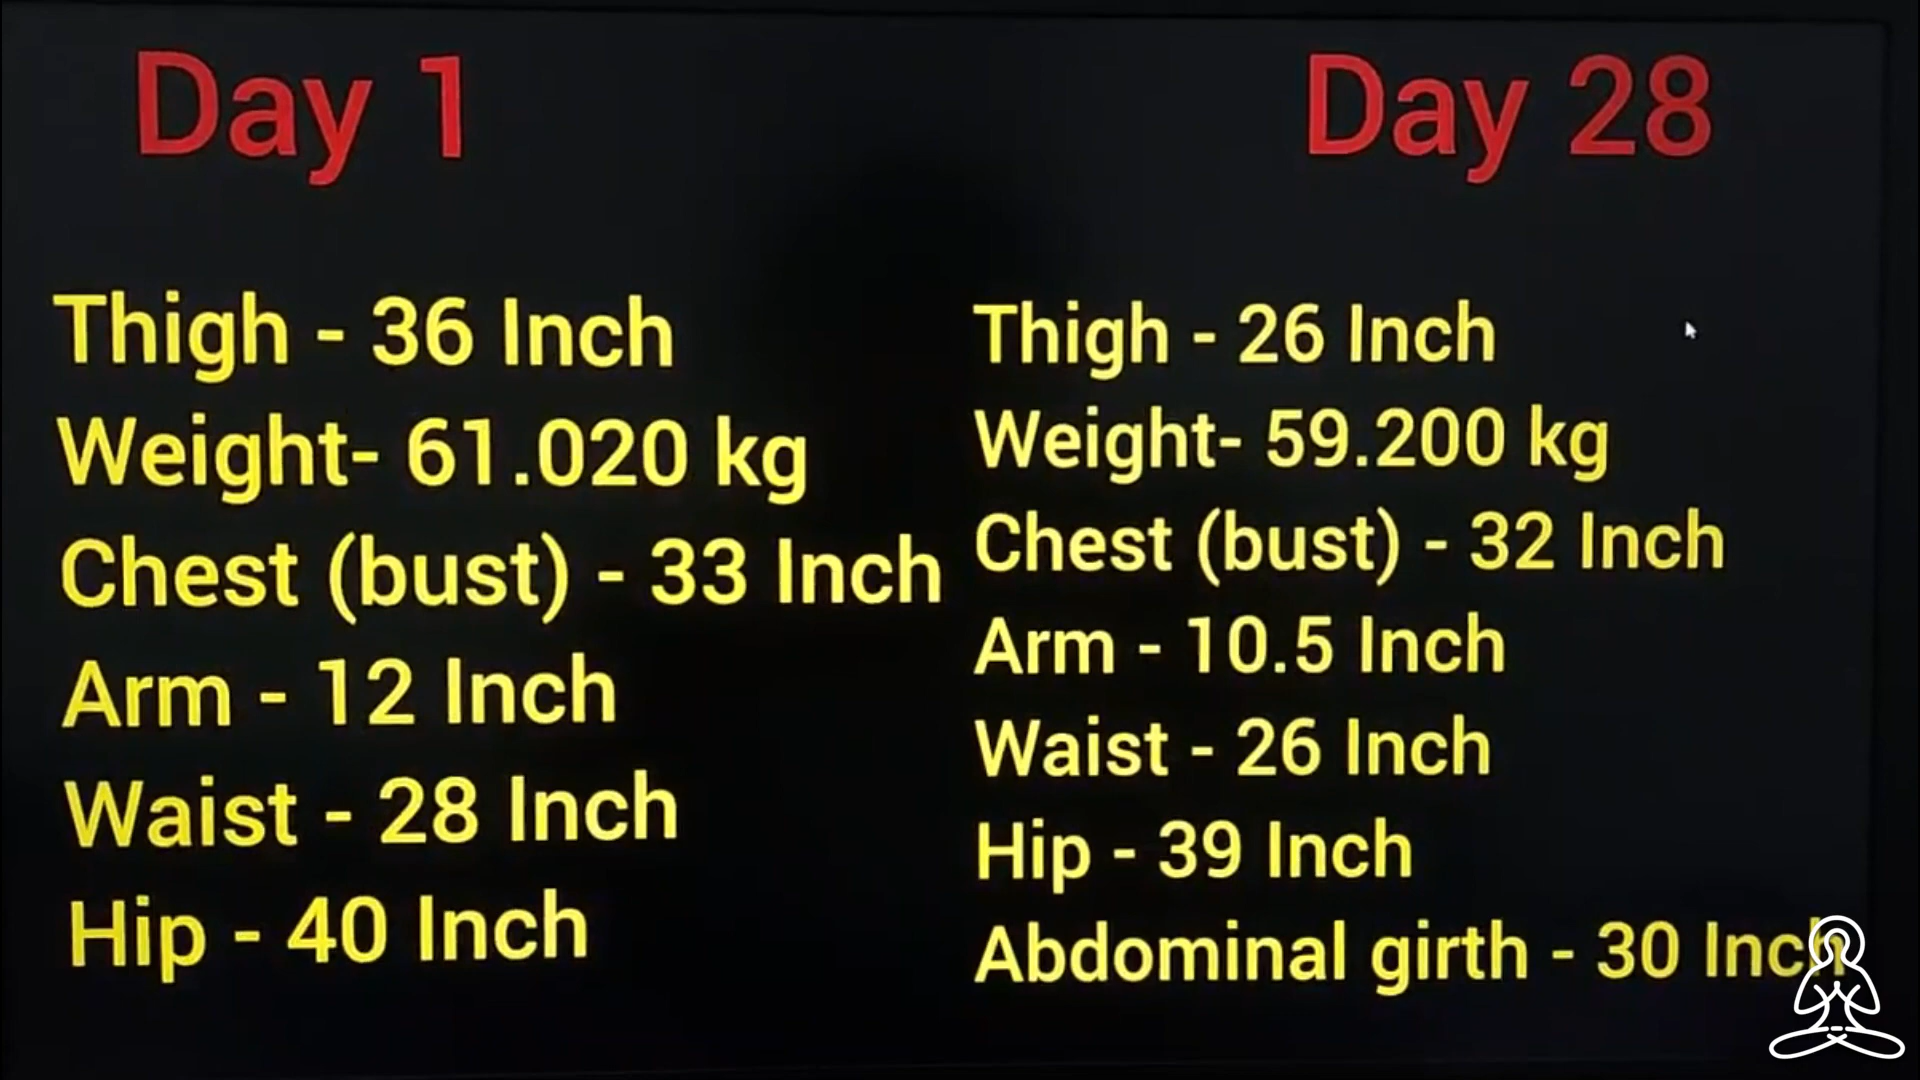 Day 1
Thigh - 36 Inch
Weight- 61.020 kg
Chest (bust) - 33 Inch
Arm - 12 Inch
Waist - 28 Inch
Hip - 40 Inch
Day 28
Thigh - 26 Inch
Weight- 59.200 kg
Chest (bust) - 32 Inch
Arm - 10.5 Inch
Waist - 26 Inch
Hip - 39 Inch
Abdominal girth - 30 Inch